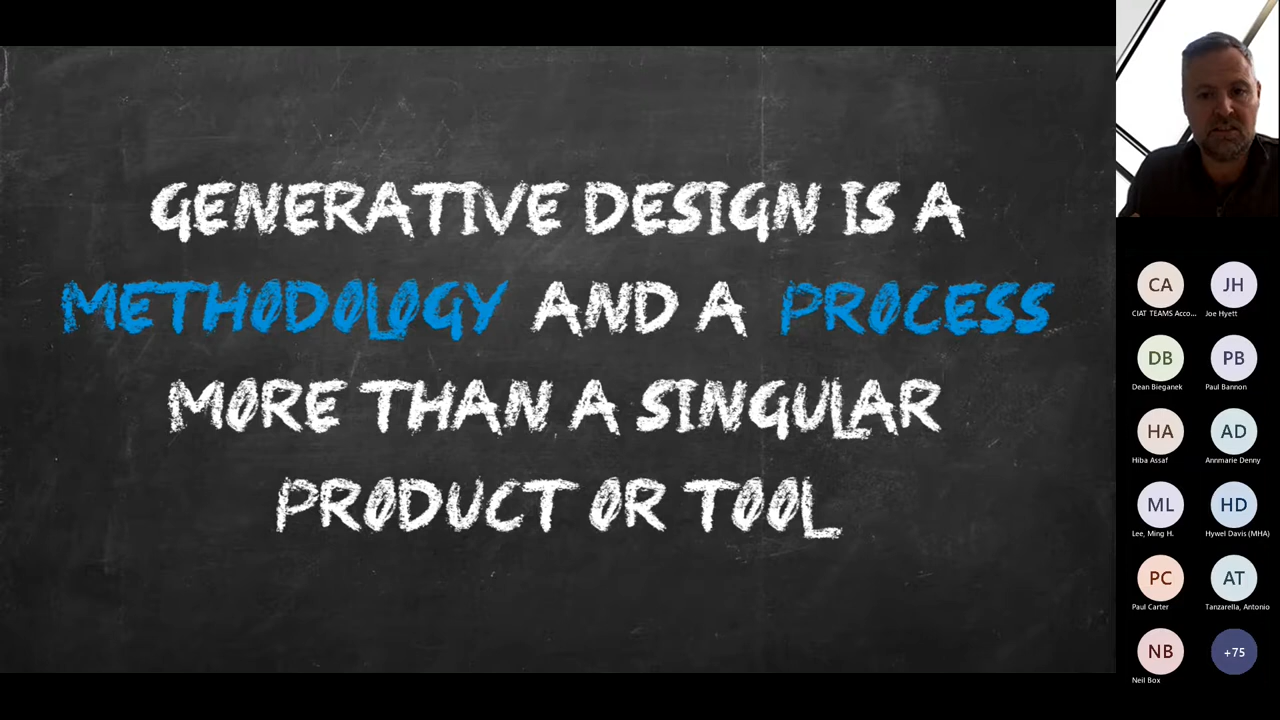 GENERATIVE DESIGN IS A
METHODOLOGY AND A PROCESS
MORE THAN A SINGULAR
PRODUCT OR TOOL
CA
CIAT TEAMS Acco...
JH
Joe Hyett
DB
Dean Bieganek
PB
Paul Bannon
HA
Hiba Assaf
AD
Annmarie Denny
ML
Lee, Ming H.
HD
Hywel Davis (MHA)
PC
Paul Carter
AT
Tanzarella, Antonio
NB
Neil Box
+75